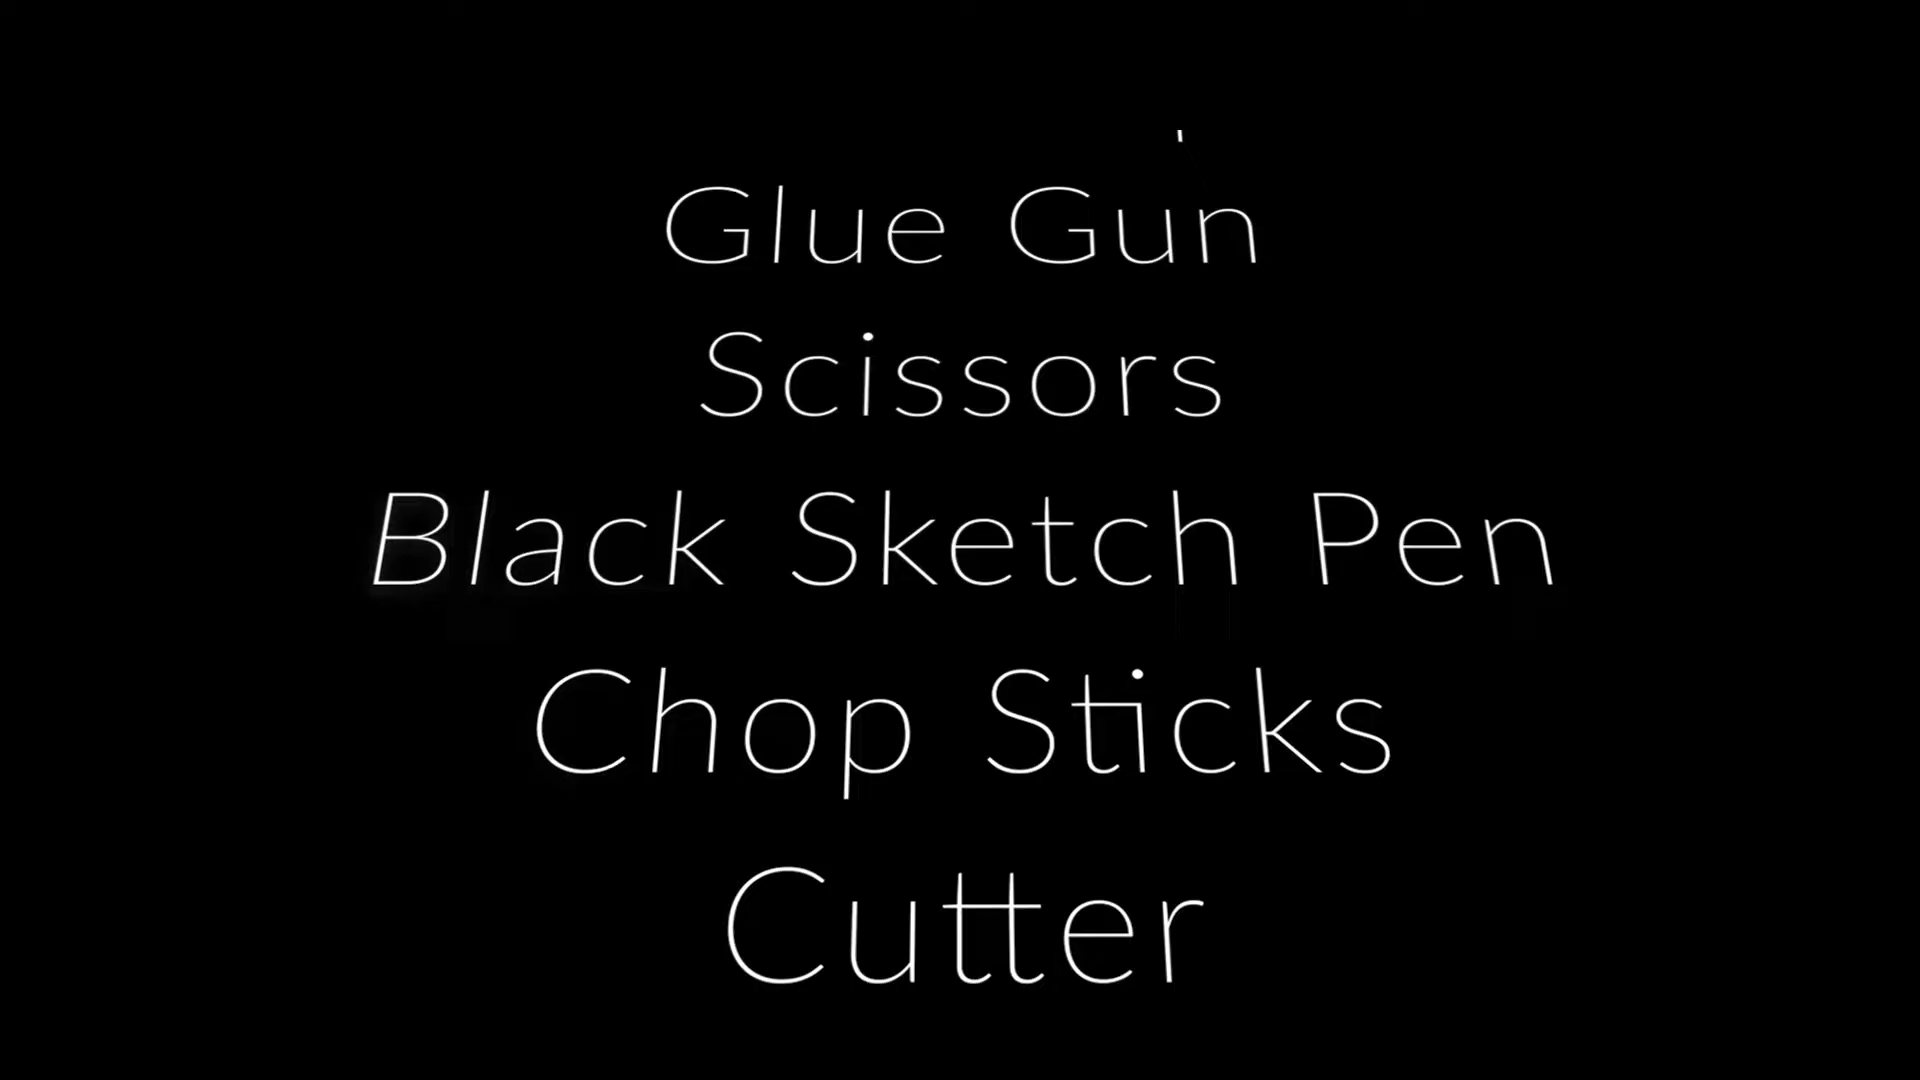 Glue Gun
Scissors
Black Sketch Pen
Chop Sticks
Cutter